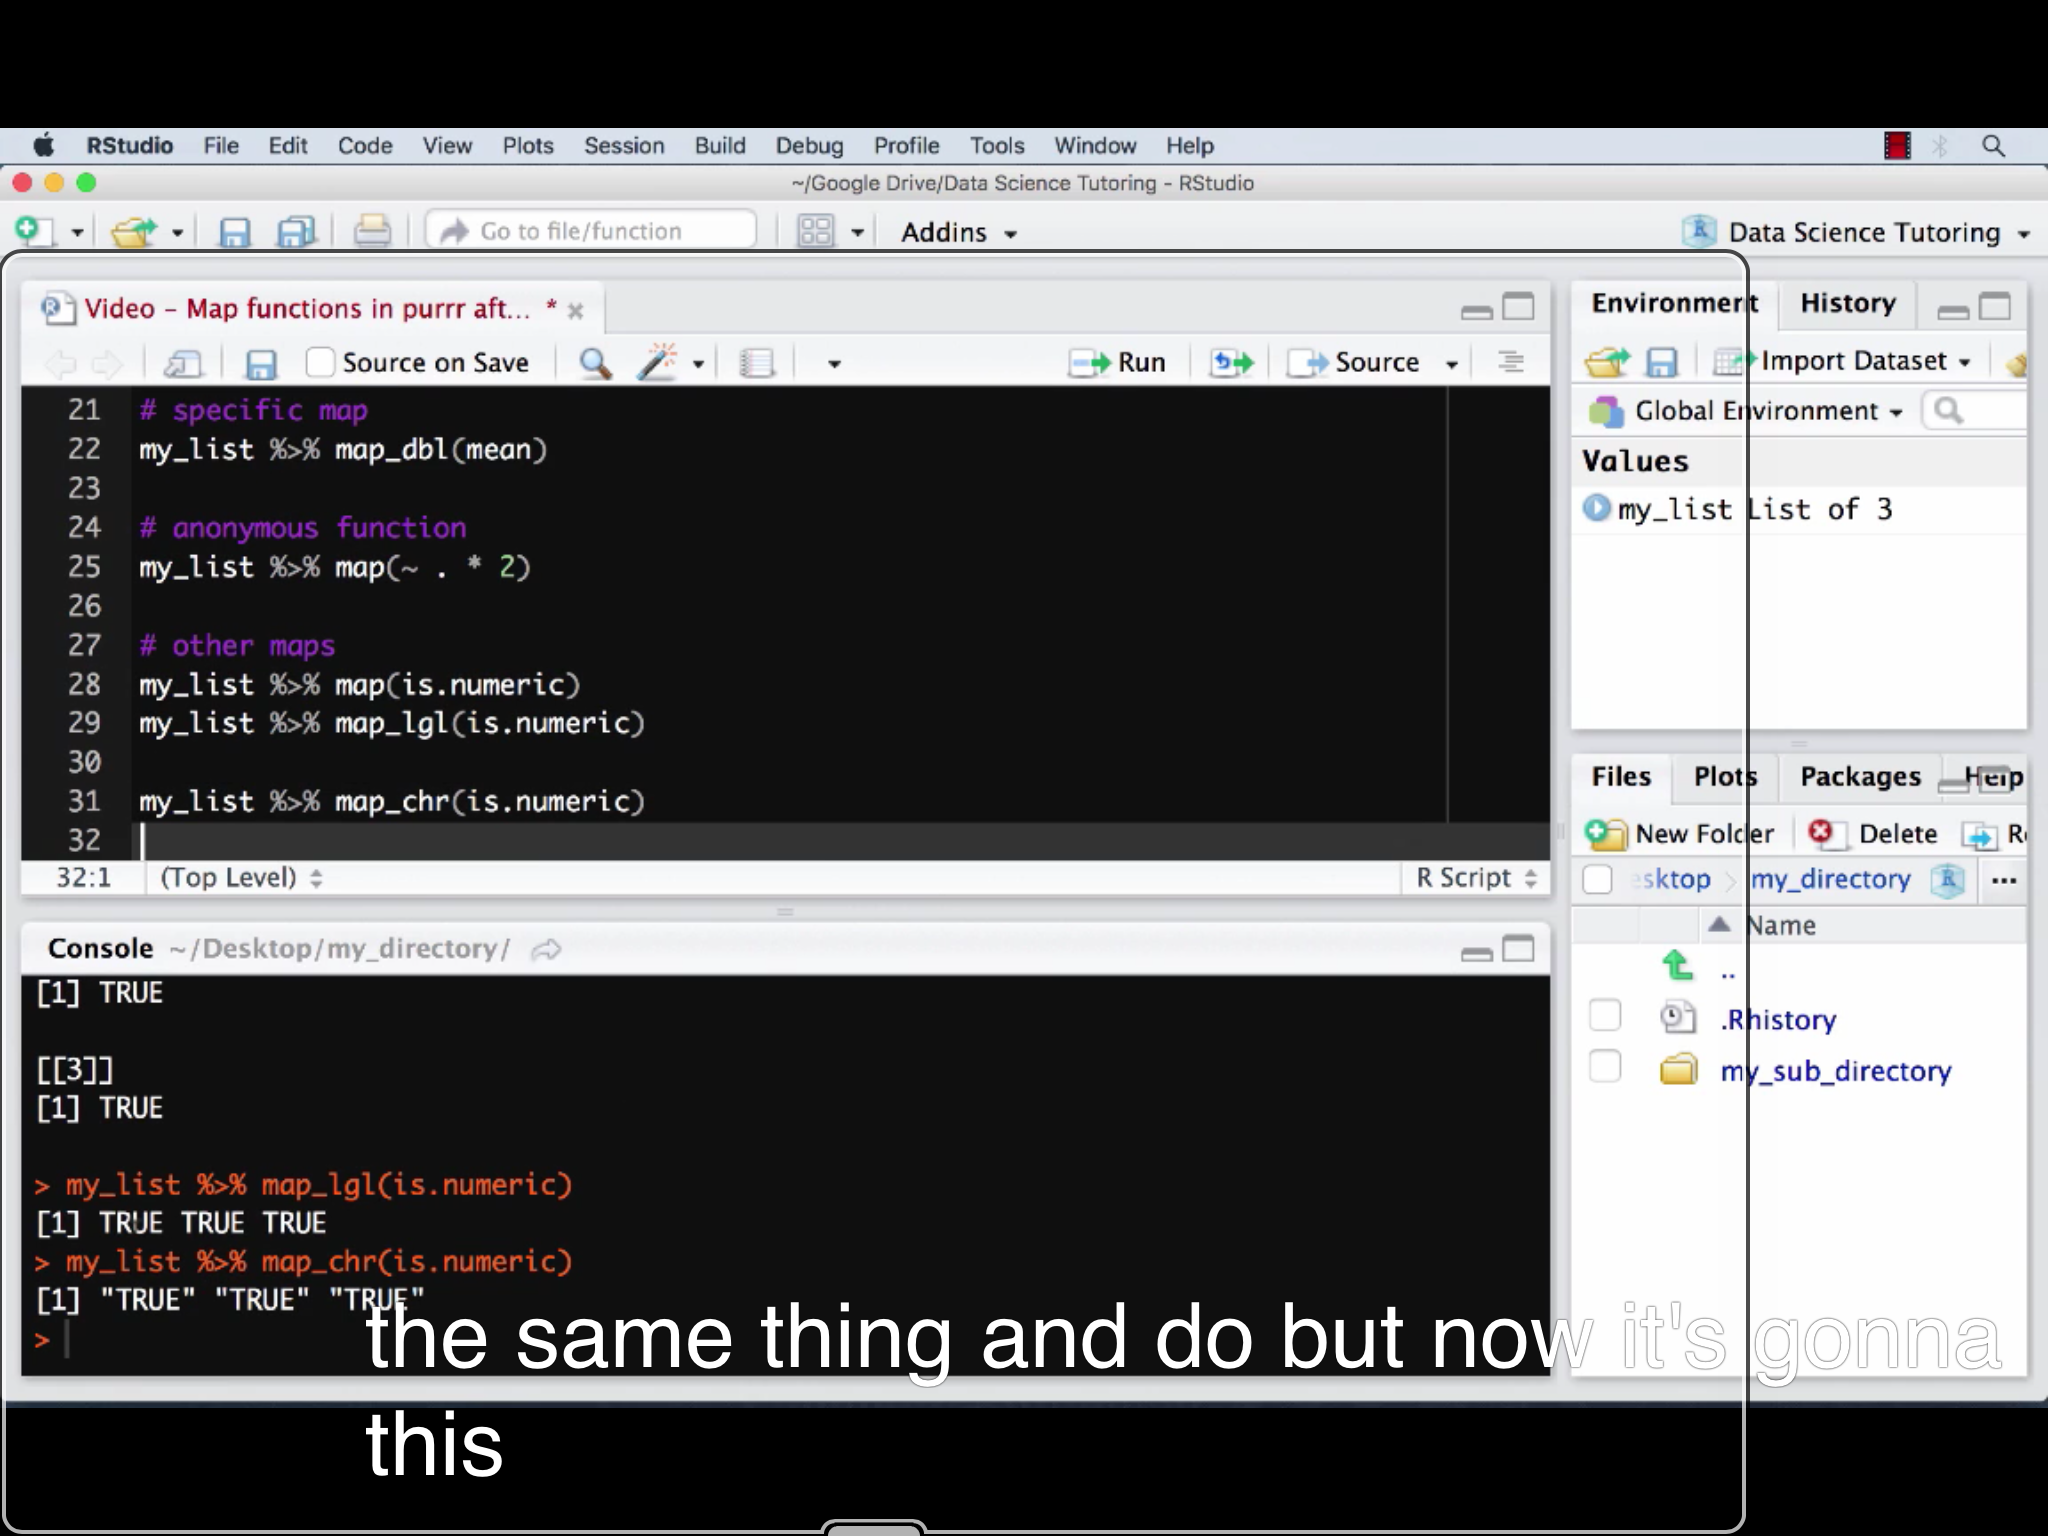 RStudio File Edit Code View Plots Session Build Debug Profile Tools Window Help
~/Google Drive/Data Science Tutoring - RStudio
Go to file/function Addins Data Science Tutoring
Video - Map functions in purrr aft... *
Source on Save Run Source
21 # specific map
22 my_list %>% map_dbl(mean)
23
24 # anonymous function
25 my_list %>% map(~ . * 2)
26
27 # other maps
28 my_list %>% map(is.numeric)
29 my_list %>% map_lgl(is.numeric)
30
31 my_list %>% map_chr(is.numeric)
32
32:1 (Top Level) R Script
Console ~/Desktop/my_directory/
[1] TRUE
[[3]]
[1] TRUE
> my_list %>% map_lgl(is.numeric)
[1] TRUE TRUE TRUE
> my_list %>% map_chr(is.numeric)
[1] "TRUE" "TRUE" "TRUE"
>
Environment History
Import Dataset
Global Environment
Values
my_list List of 3
Files Plots Packages Help
New Folder Delete
my_directory ...
Name
..
.Rhistory
my_sub_directory
the same thing and do but now it's gonna
this